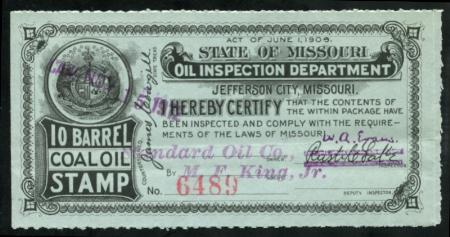 ACT OF JUNE 1, 1909.
STATE OF MISSOURI
OIL INSPECTION DEPARTMENT
JEFFERSON CITY, MISSOURI.
I HEREBY CERTIFY THAT THE CONTENTS OF
THE WITHIN PACKAGE HAVE
BEEN INSPECTED AND COMPLY WITH THE REQUIRE-
MENTS OF THE LAWS OF MISSOURI
W. A. Evans
Standard Oil Co.,
BY M. F. King, Jr.
No. 6489
DEPUTY INSPECTOR
10 BARREL
COAL OIL
STAMP